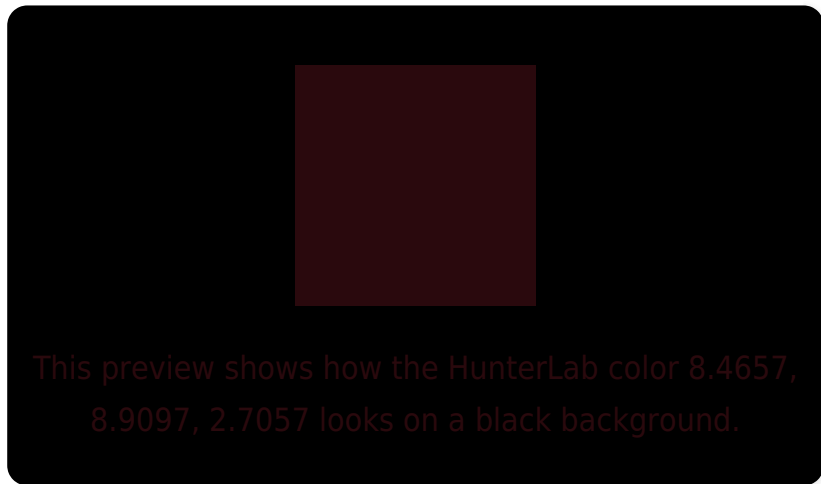 This preview shows how the HunterLab color 8.4657,
8.9097, 2.7057 looks on a black background.